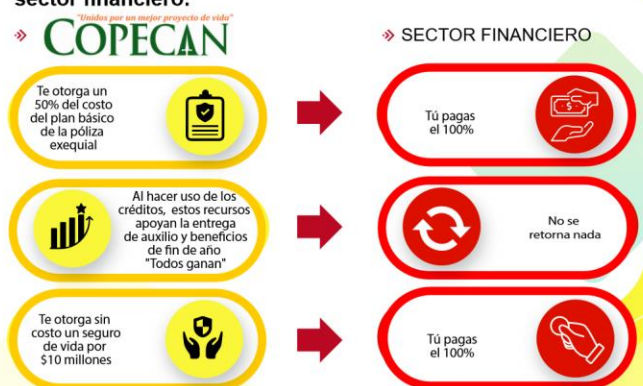 sector financiero.
"Unidos por un mejor proyecto de vida"
COPECAN
SECTOR FINANCIERO
Te otorga un
50% del costo
del plan básico
de la póliza
exequial
Tú pagas
el 100%
Al hacer uso de los
créditos, estos recursos
apoyan la entrega
de auxilio y beneficios
de fin de año
"Todos ganan"
No se
retorna nada
Te otorga sin
costo un seguro
de vida por
$10 millones
Tú pagas
el 100%